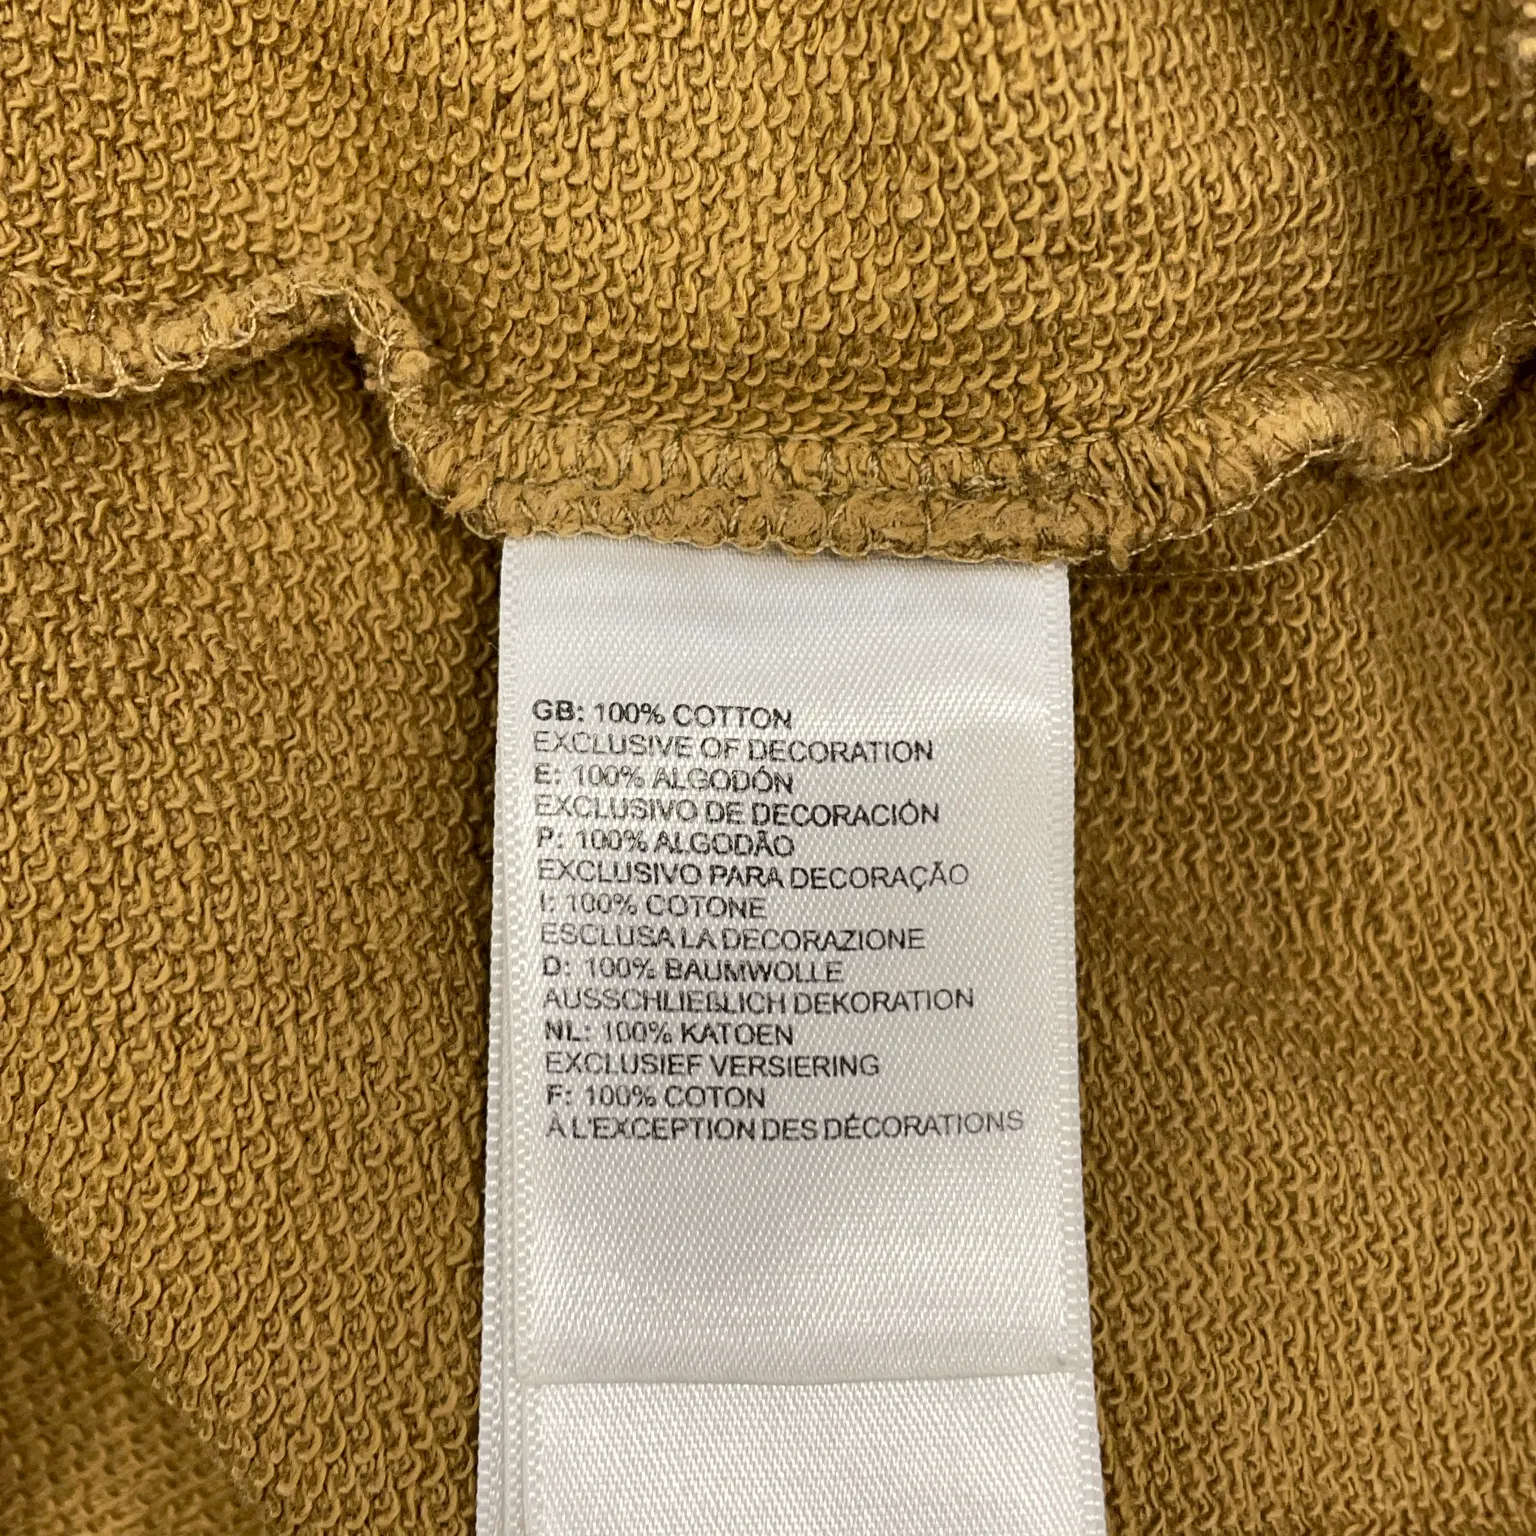 GB: 100% COTTON
EXCLUSIVE OF DECORATION
E: 100% ALGODÓN
EXCLUSIVO DE DECORACIÓN
P: 100% ALGODÃO
EXCLUSIVO PARA DECORAÇÃO
I: 100% COTONE
ESCLUSA LA DECORAZIONE
D: 100% BAUMWOLLE
AUSSCHLIEßLICH DEKORATION
NL: 100% KATOEN
EXCLUSIEF VERSIERING
F: 100% COTON
À L'EXCEPTION DES DÉCORATIONS